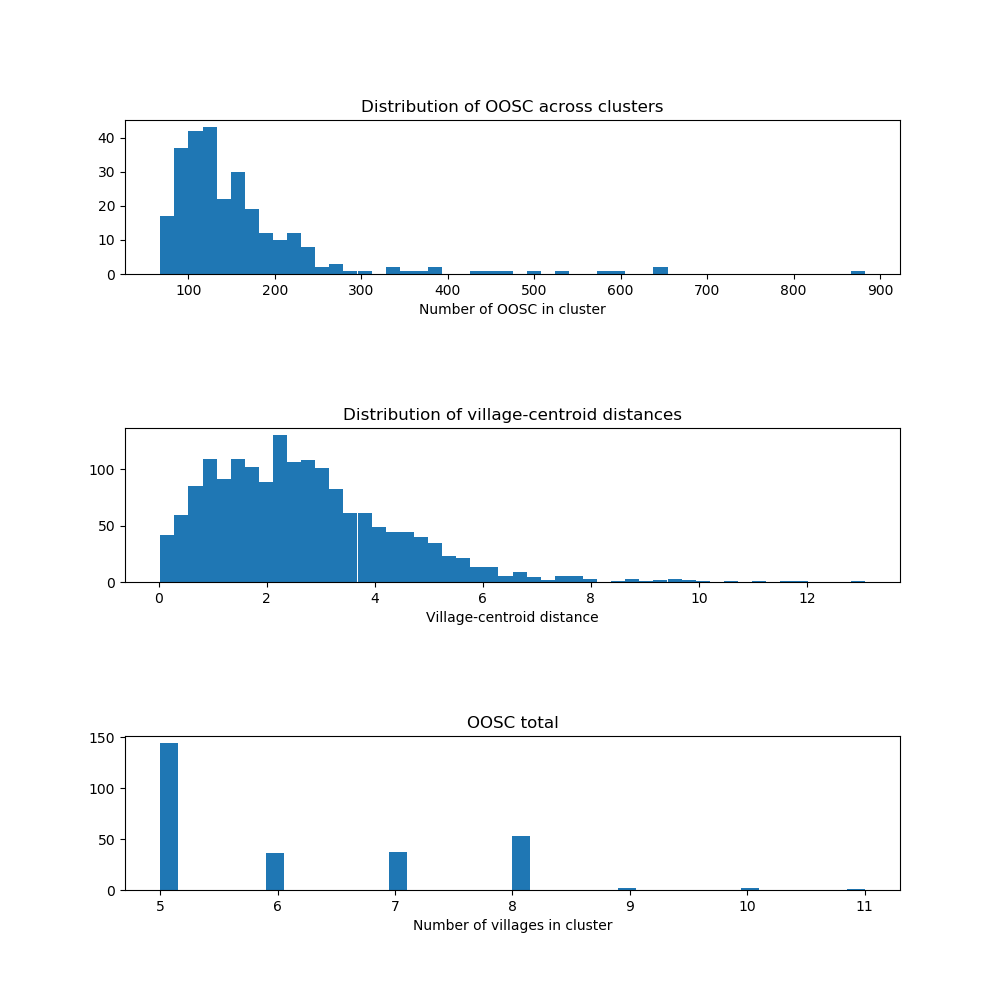 Distribution of OOSC across clusters
40
30
20
10
0
100 200 300 400 500 600 700 800 900
Number of OOSC in cluster
Distribution of village-centroid distances
100
50
0
0 2 4 6 8 10 12
Village-centroid distance
OOSC total
150
100
50
0
5 6 7 8 9 10 11
Number of villages in cluster